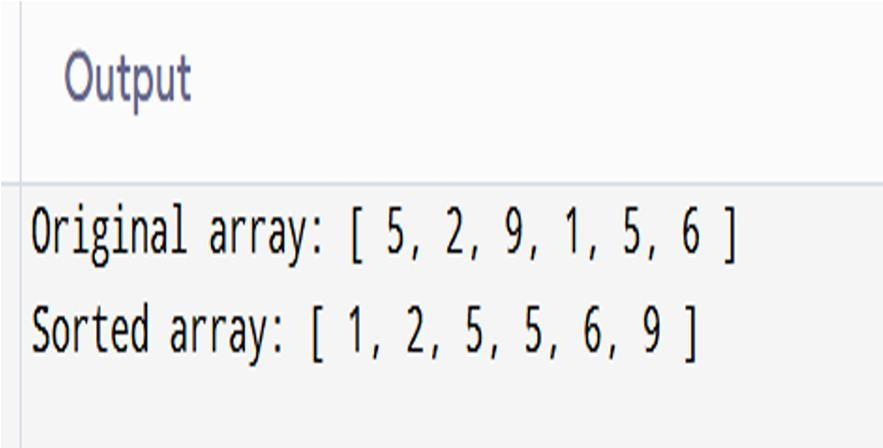 Output
Original array: [ 5, 2, 9, 1, 5, 6 ]
Sorted array: [ 1, 2, 5, 5, 6, 9 ]